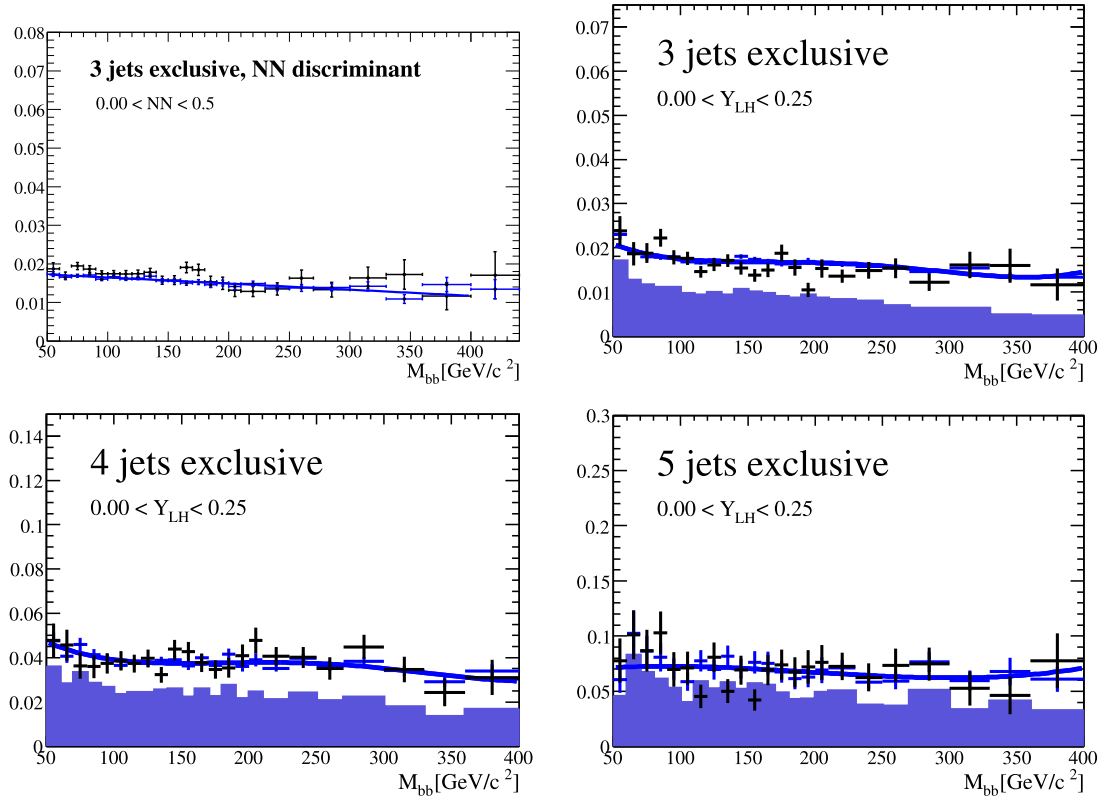 0.08
0.07
0.06
0.05
0.04
0.03
0.02
0.01
0
3 jets exclusive, NN discriminant
0.00 < NN < 0.5
50 100 150 200 250 300 350 400
M_bb[GeV/c ²]
0.07
0.06
0.05
0.04
0.03
0.02
0.01
0
3 jets exclusive
0.00 < Y_LH < 0.25
50 100 150 200 250 300 350 400
M_bb[GeV/c ²]
0.14
0.12
0.1
0.08
0.06
0.04
0.02
0
4 jets exclusive
0.00 < Y_LH < 0.25
50 100 150 200 250 300 350 400
M_bb[GeV/c ²]
0.3
0.25
0.2
0.15
0.1
0.05
0
5 jets exclusive
0.00 < Y_LH < 0.25
50 100 150 200 250 300 350 400
M_bb[GeV/c ²]